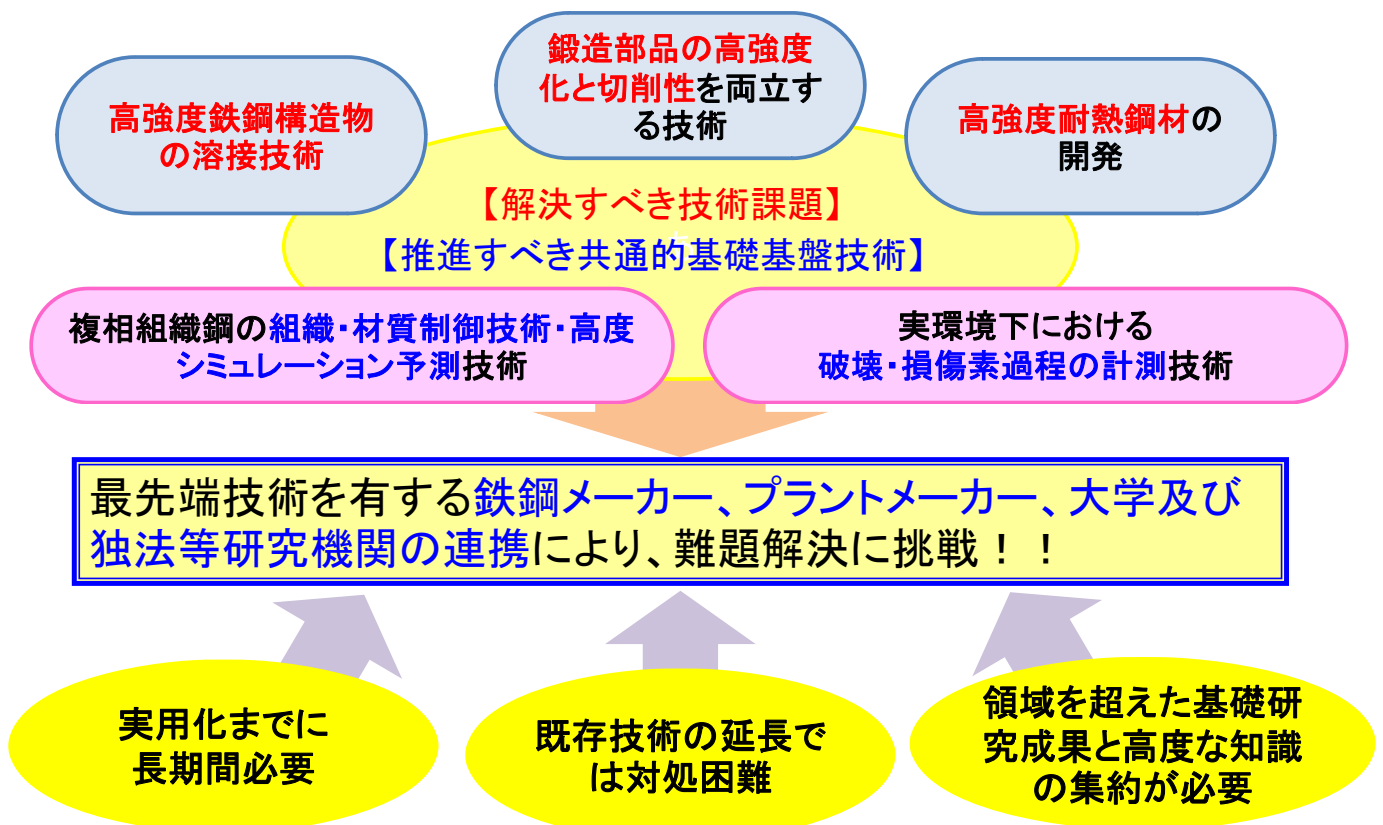 鍛造部品の高強度
化と切削性を両立す
る技術
高強度鉄鋼構造物
の溶接技術
高強度耐熱鋼材の
開発
【解決すべき技術課題】
【推進すべき共通的基礎基盤技術】
複相組織鋼の組織・材質制御技術・高度
シミュレーション予測技術
実環境下における
破壊・損傷素過程の計測技術
最先端技術を有する鉄鋼メーカー、プラントメーカー、大学及び
独法等研究機関の連携により、難題解決に挑戦！！
実用化までに
長期間必要
既存技術の延長で
は対処困難
領域を超えた基礎研
究成果と高度な知識
の集約が必要